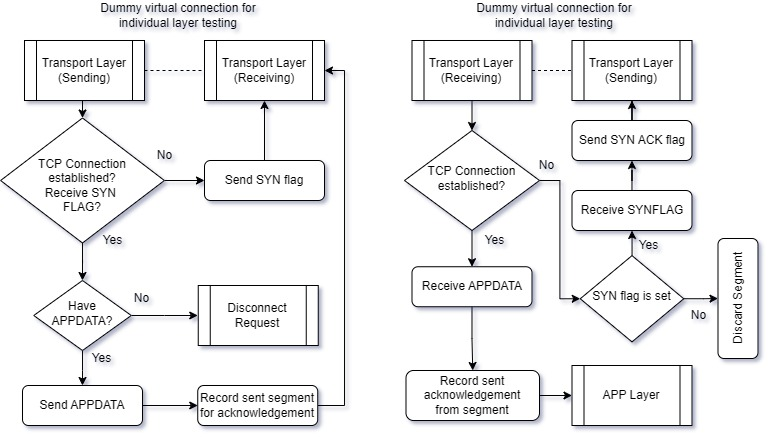 Dummy virtual connection for
individual layer testing
Transport Layer
(Sending)
Transport Layer
(Receiving)
TCP Connection
established?
Receive SYN
FLAG?
No
Send SYN flag
Yes
Have
APPDATA?
No
Disconnect
Request
Yes
Send APPDATA
Record sent segment
for acknowledgement
Dummy virtual connection for
individual layer testing
Transport Layer
(Receiving)
Transport Layer
(Sending)
Send SYN ACK flag
TCP Connection
established?
No
Receive SYNFLAG
Yes
Yes
Receive APPDATA
SYN flag is set
No
Discard Segment
Record sent
acknowledgement
from segment
APP Layer